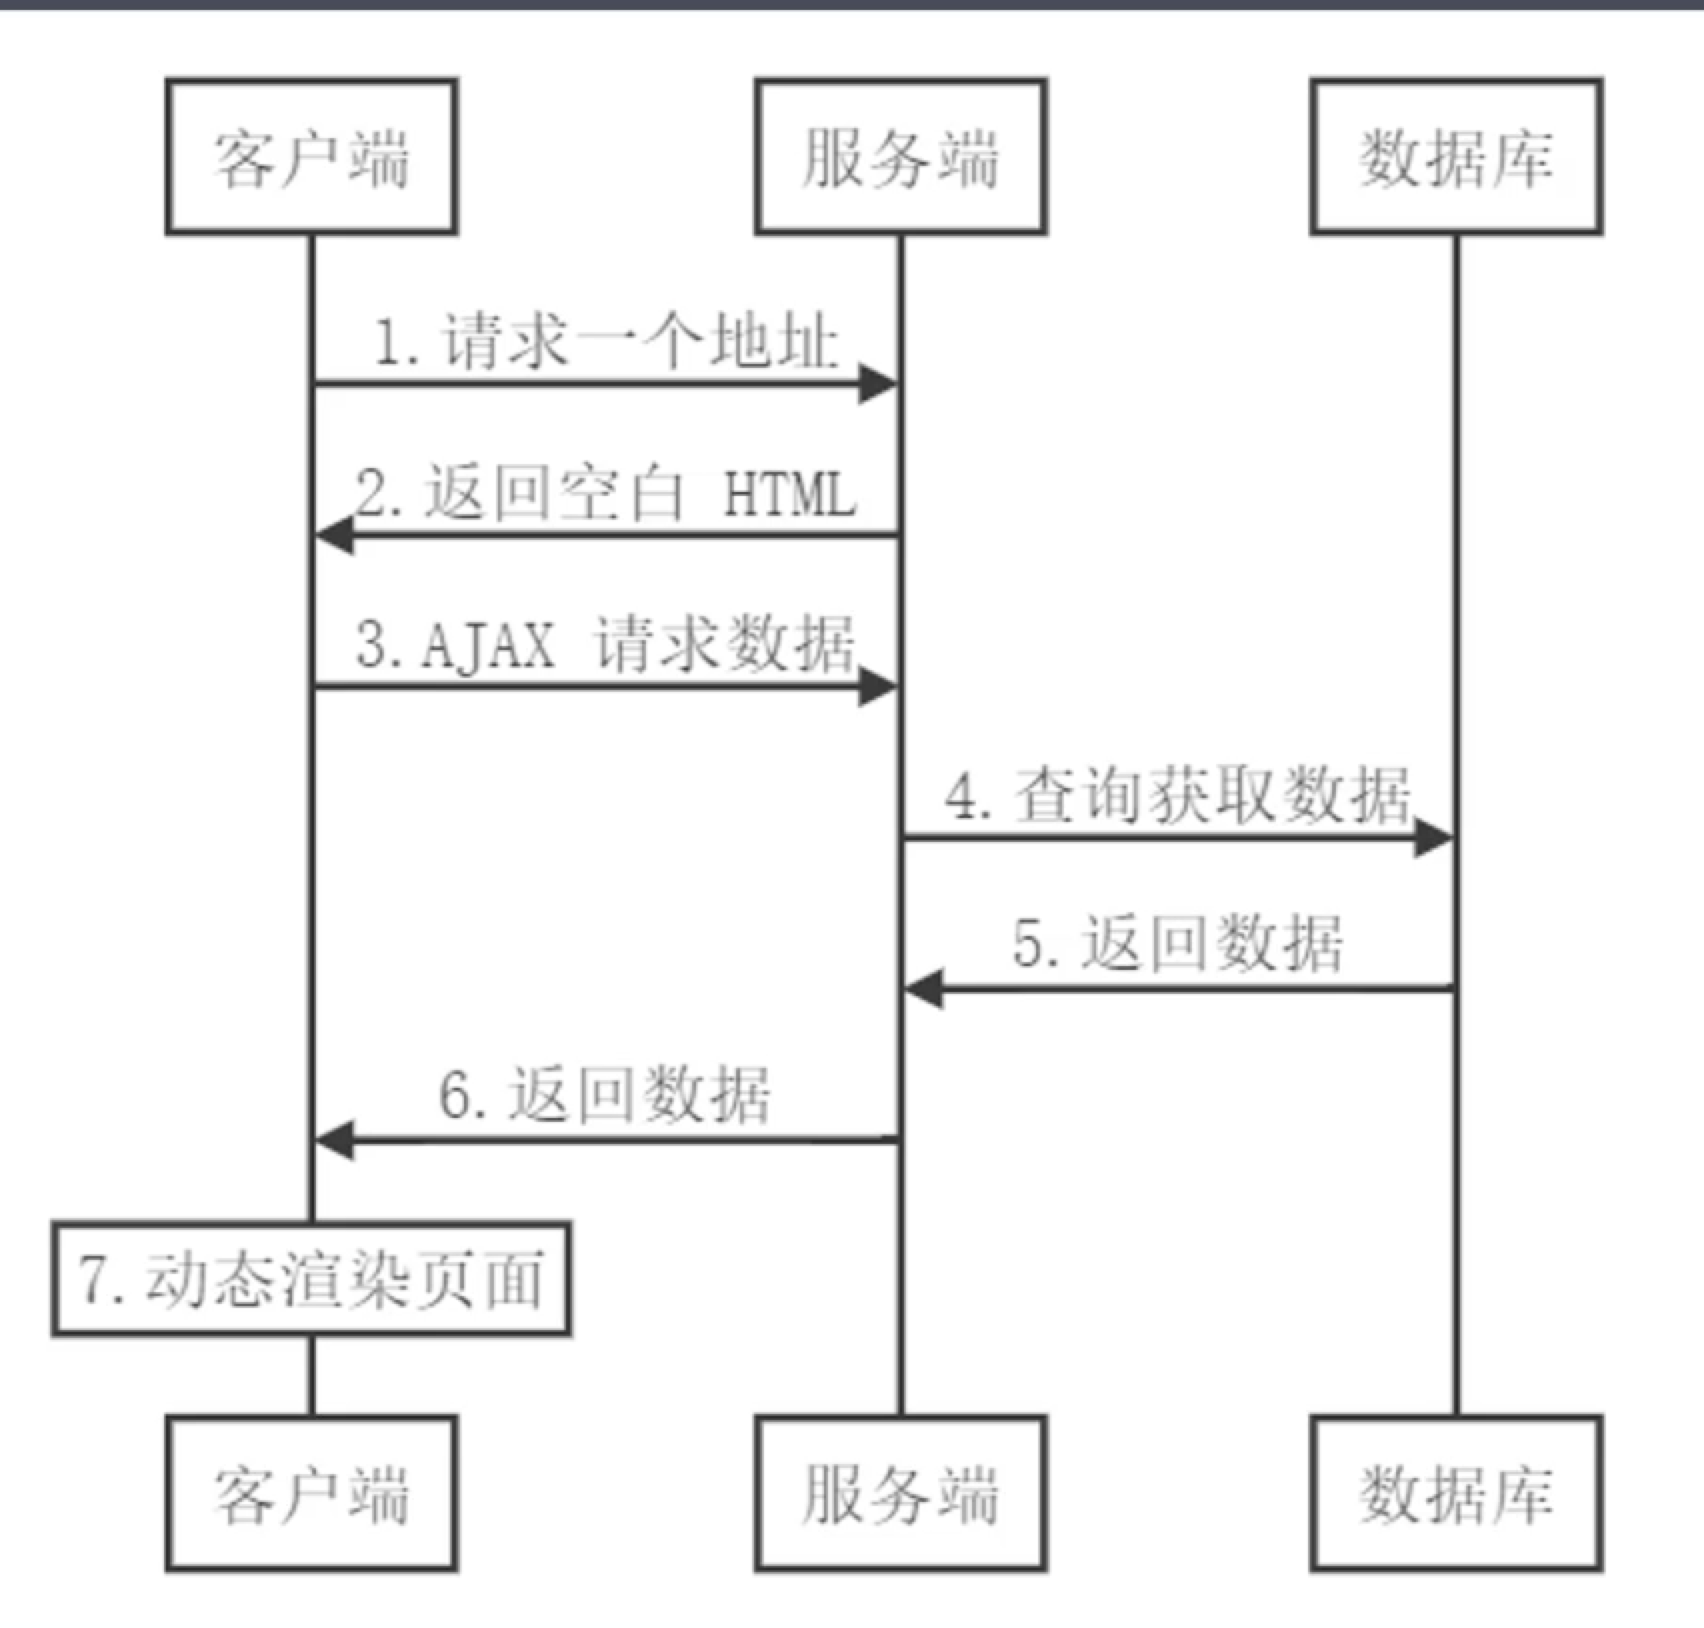 客户端
服务端
数据库
1.请求一个地址
2.返回空白 HTML
3.AJAX 请求数据
4.查询获取数据
5.返回数据
6.返回数据
7.动态渲染页面
客户端
服务端
数据库